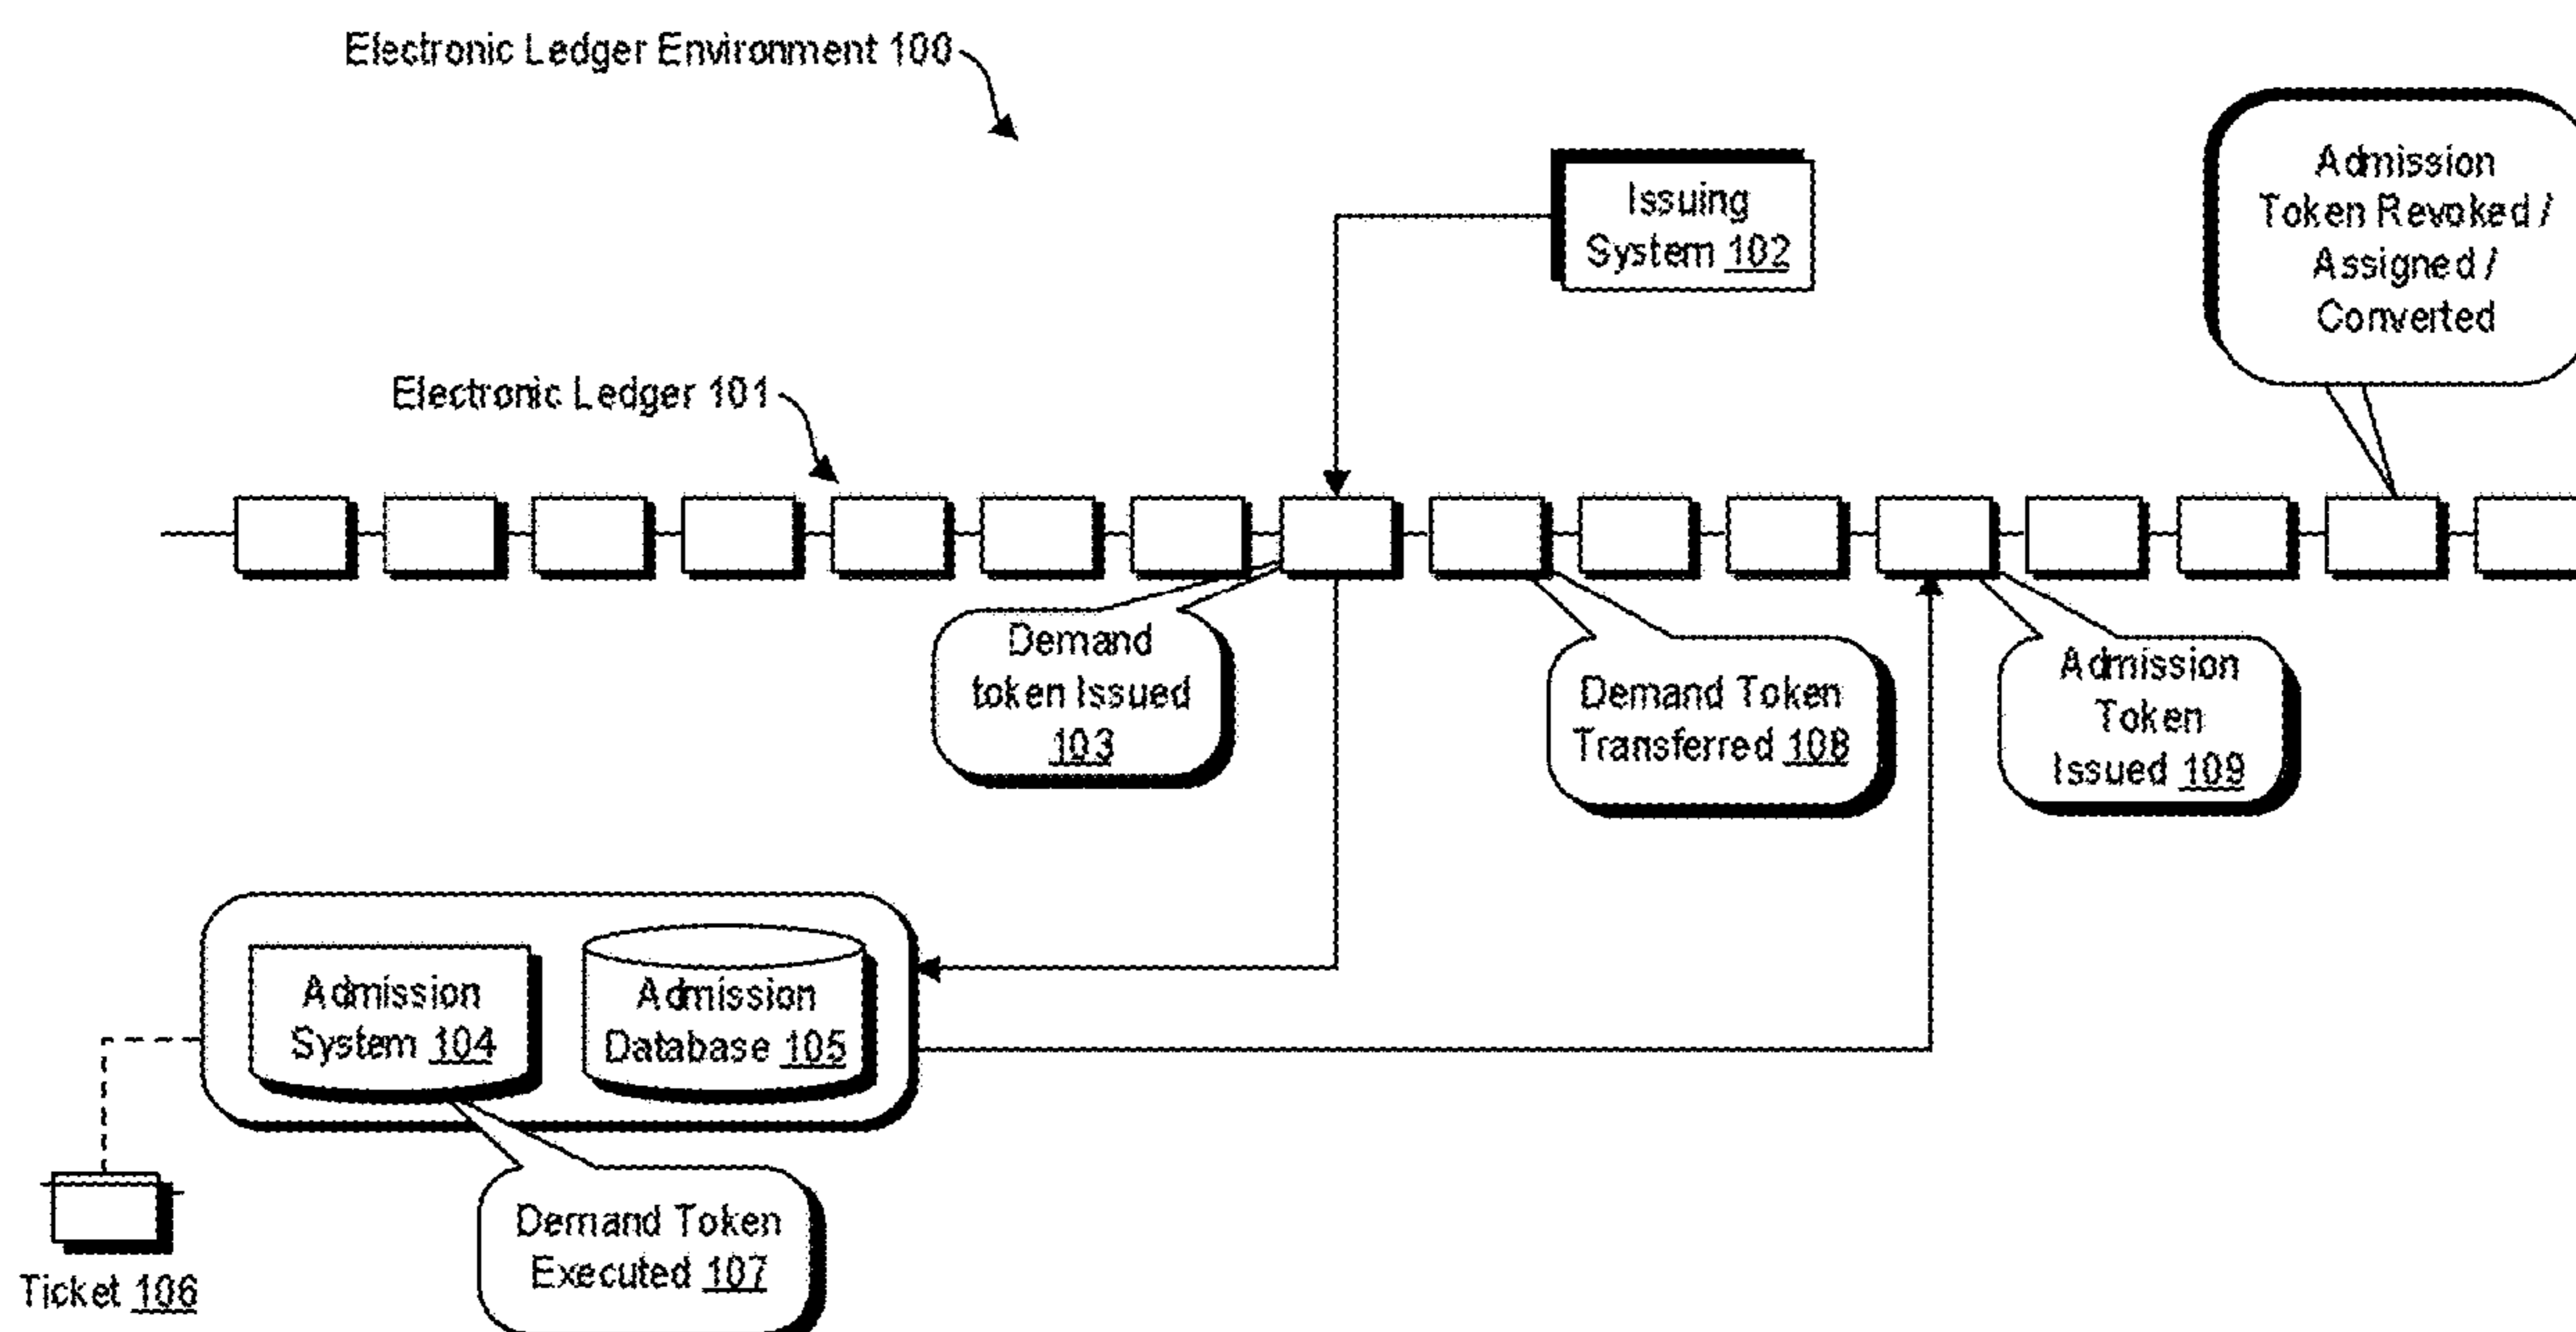 Electronic Ledger Environment 100
Issuing
System 102
Admission
Token Revoked /
Assigned /
Converted
Electronic Ledger 101
Demand
token Issued
103
Demand Token
Transferred 108
Admission
Token
Issued 109
Admission
System 104
Admission
Database 105
Demand Token
Executed 107
Ticket 106